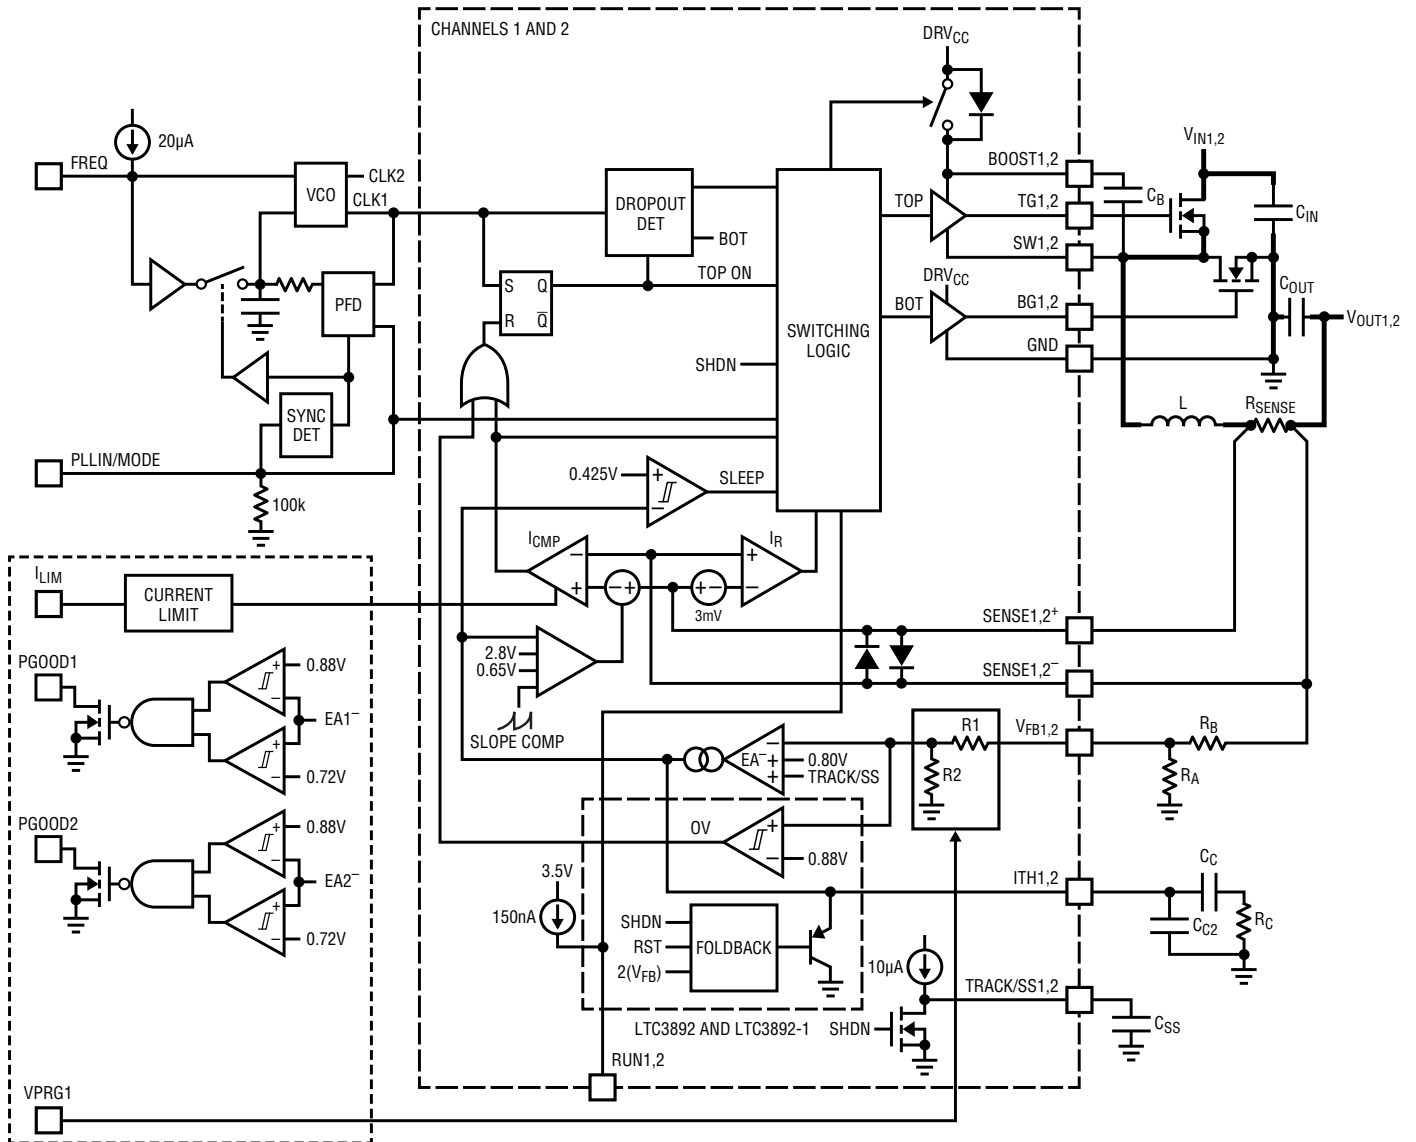 CHANNELS 1 AND 2
DRVCC
20µA
FREQ
VCO
CLK2
CLK1
DROPOUT
DET
BOT
TOP ON
BOOST1,2
VIN1,2
TOP
TG1,2
CB
CIN
SW1,2
DRVCC
BOT
BG1,2
COUT
VOUT1,2
GND
PFD
S Q
R Q̅
SWITCHING
LOGIC
SHDN
SYNC
DET
L
RSENSE
PLLIN/MODE
100k
0.425V
+
−
SLEEP
ICMP
−
+
− +
+ −
3mV
IR
+
−
ILIM
CURRENT
LIMIT
SENSE1,2+
2.8V
0.65V
SLOPE COMP
SENSE1,2−
PGOOD1
+
−
0.88V
EA1−
+
−
0.72V
R1
R2
VFB1,2
RB
RA
EA−
−
+
+
0.80V
TRACK/SS
PGOOD2
+
−
0.88V
EA2−
+
−
0.72V
OV
+
−
0.88V
3.5V
150nA
SHDN
RST
2(VFB)
FOLDBACK
ITH1,2
CC
CC2
RC
10µA
TRACK/SS1,2
LTC3892 AND LTC3892-1
SHDN
CSS
RUN1,2
VPRG1